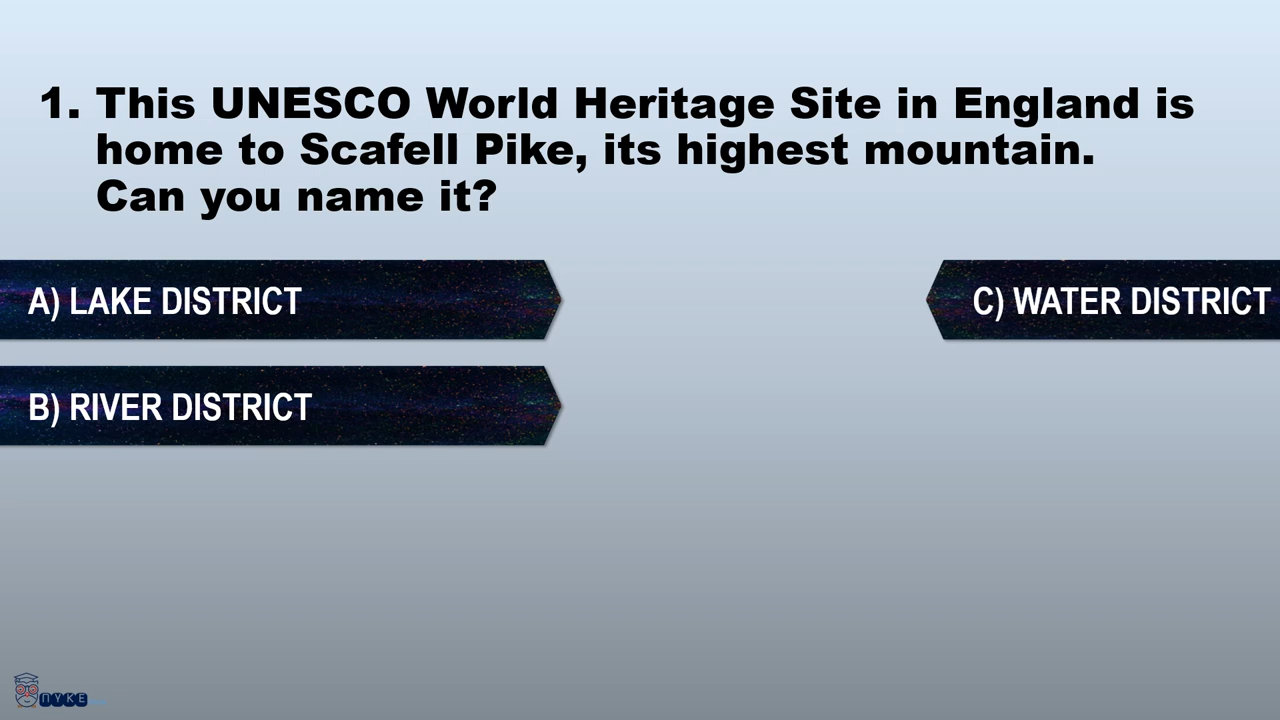 1. This UNESCO World Heritage Site in England is
home to Scafell Pike, its highest mountain.
Can you name it?
A) LAKE DISTRICT
C) WATER DISTRICT
B) RIVER DISTRICT
NYKE